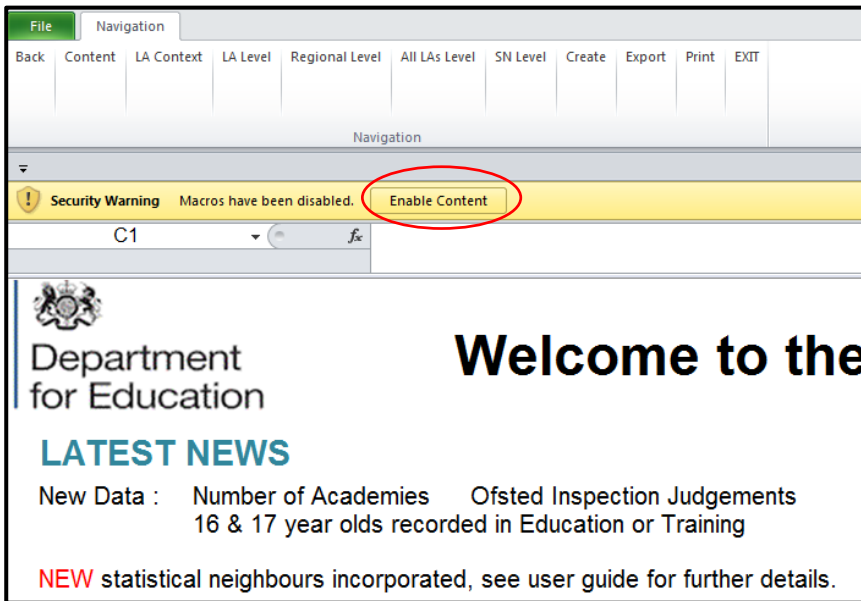 File Navigation
Back Content LA Context LA Level Regional Level All LAs Level SN Level Create Export Print EXIT
Navigation
Security Warning Macros have been disabled. Enable Content
C1 fx
Department
for Education
Welcome to the
LATEST NEWS
New Data : Number of Academies Ofsted Inspection Judgements
16 & 17 year olds recorded in Education or Training
NEW statistical neighbours incorporated, see user guide for further details.